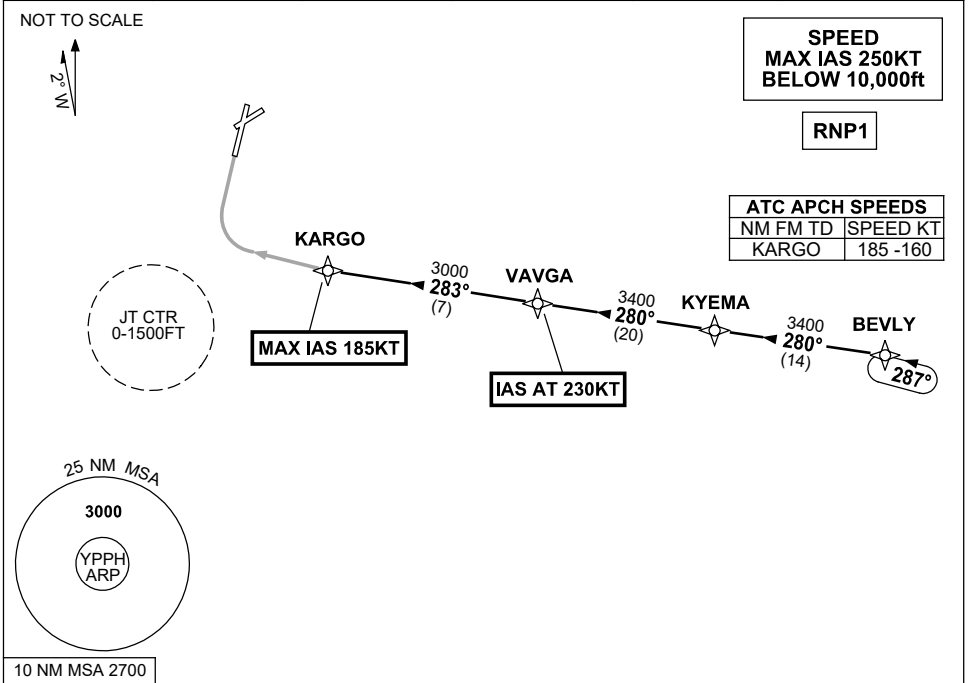 NOT TO SCALE
2° W
SPEED
MAX IAS 250KT
BELOW 10,000ft
RNP1
ATC APCH SPEEDS
NM FM TD SPEED KT
KARGO 185 -160
KARGO
3000
283°
(7)
VAVGA
3400
280°
(20)
KYEMA
3400
280°
(14)
BEVLY
287°
MAX IAS 185KT
IAS AT 230KT
JT CTR
0-1500FT
25 NM MSA
3000
YPPH
ARP
10 NM MSA 2700